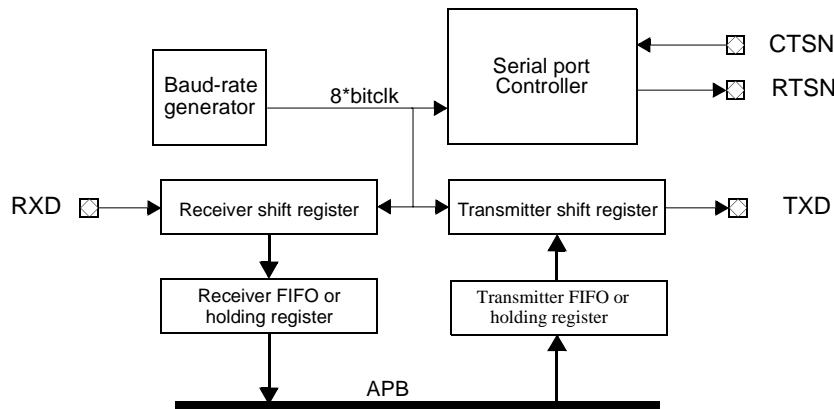 CTSN
Serial port
Controller
Baud-rate
generator
8*bitclk
RTSN
RXD
Receiver shift register
Transmitter shift register
TXD
Receiver FIFO or
holding register
Transmitter FIFO or
holding register
APB